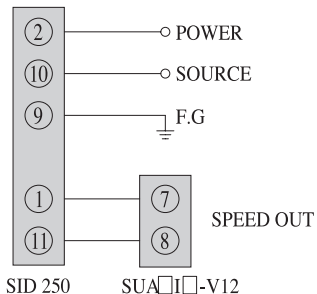 ② POWER
⑩ SOURCE
⑨ F.G
① ⑦
SPEED OUT
⑪ ⑧
SID 250 SUA□I□-V12